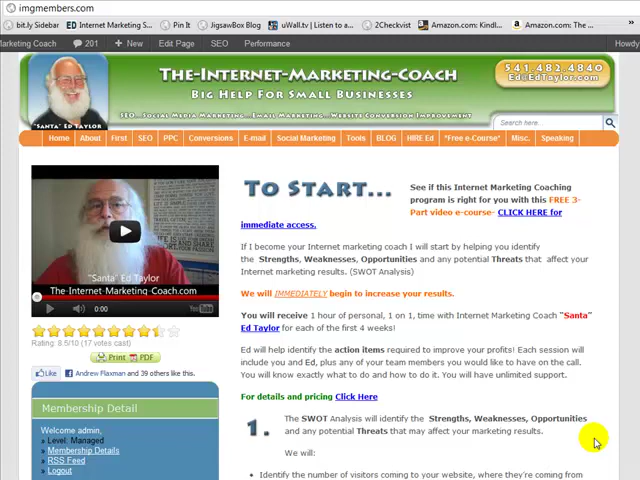 imgmembers.com
bit.ly Sidebar
Internet Marketing S...
Pin It
JigsawBox Blog
uWall.tv | Listen to a...
2Checkvist
Amazon.com: Kindl...
Amazon.com: The ...
Marketing Coach
201
+ New
Edit Page
SEO
Performance
Howdy
The-Internet-Marketing-Coach
Big Help For Small Businesses
541.482.4840
Ed@EdTaylor.com
"Santa" Ed Taylor
SEO...Social Media Marketing...Email Marketing...Website Conversion Improvement
Search here...
Home
About
First
SEO
PPC
Conversions
E-mail
Social Marketing
Tools
BLOG
HIRE Ed
*Free e-Course*
Misc.
Speaking
"Santa" Ed Taylor
The-Internet-Marketing-Coach.com
0:00
YouTube
Rating: 8.5/10 (17 votes cast)
Print
PDF
Like
Andrew Flaxman and 39 others like this.
Membership Detail
Welcome admin,
» Level: Managed
» Membership Details
» RSS Feed
» Logout
To Start...
See if this Internet Marketing Coaching
program is right for you with this FREE 3-
Part video e-course- CLICK HERE for
immediate access.
If I become your Internet marketing coach I will start by helping you identify
the Strengths, Weaknesses, Opportunities and any potential Threats that affect your
Internet marketing results. (SWOT Analysis)
We will IMMEDIATELY begin to increase your results.
You will receive 1 hour of personal, 1 on 1, time with Internet Marketing Coach "Santa"
Ed Taylor for each of the first 4 weeks!
Ed will help identify the action items required to improve your profits! Each session will
include you and Ed, plus any of your team members you would like to have on the call.
You will know exactly what to do and how to do it. You will have unlimited support.
For details and pricing Click Here
1.
The SWOT Analysis will identify the Strengths, Weaknesses, Opportunities
and any potential Threats that may affect your marketing results.
We will:
• Identify the number of visitors coming to your website, where they're coming from